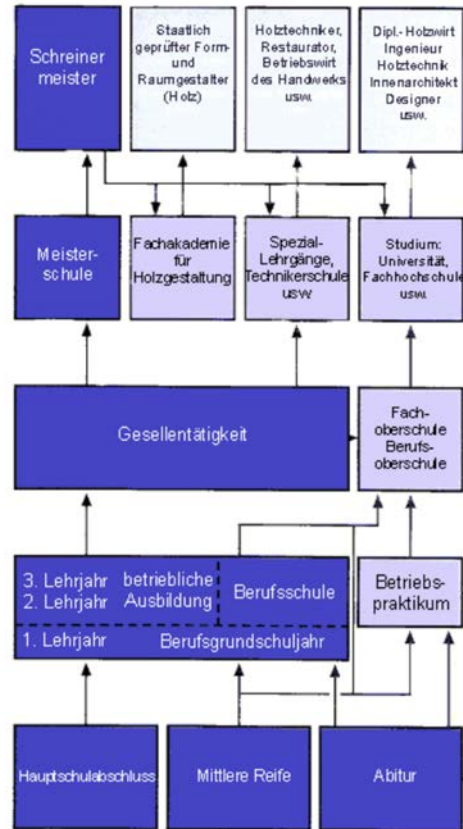 Schreiner
meister
Staatlich
geprüfter Form-
und
Raumgestalter
(Holz)
Holztechniker,
Restaurator,
Betriebswirt
des Handwerks
usw.
Dipl.- Holzwirt
Ingenieur
Holztechnik
Innenarchitekt
Designer
usw.
Meister-
schule
Fachakademie
für
Holzgestaltung
Spezial-
Lehrgänge,
Technikerschule
usw
Studium:
Universität,
Fachhochschule
usw.
Gesellentätigkeit
Fach-
oberschule
Berufs-
oberschule
3. Lehrjahr betriebliche
2. Lehrjahr Ausbildung
Berufsschule
1. Lehrjahr Berufsgrundschuljahr
Betriebs-
praktikum
Hauptschulabschluss
Mittlere Reife
Abitur